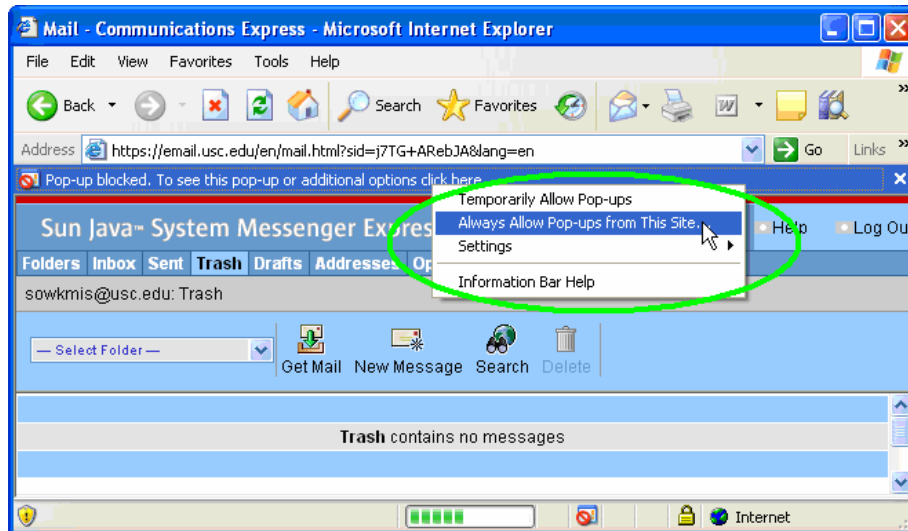 Mail - Communications Express - Microsoft Internet Explorer
File Edit View Favorites Tools Help
Back Search Favorites
Address https://email.usc.edu/en/mail.html?sid=j7TG+ARebJA&lang=en Go Links
Pop-up blocked. To see this pop-up or additional options click here
Temporarily Allow Pop-ups
Always Allow Pop-ups from This Site...
Settings
Information Bar Help
Sun Java™ System Messenger Expres Help Log Ou
Folders Inbox Sent Trash Drafts Addresses Op
sowkmis@usc.edu: Trash
— Select Folder —
Get Mail New Message Search Delete
Trash contains no messages
Internet